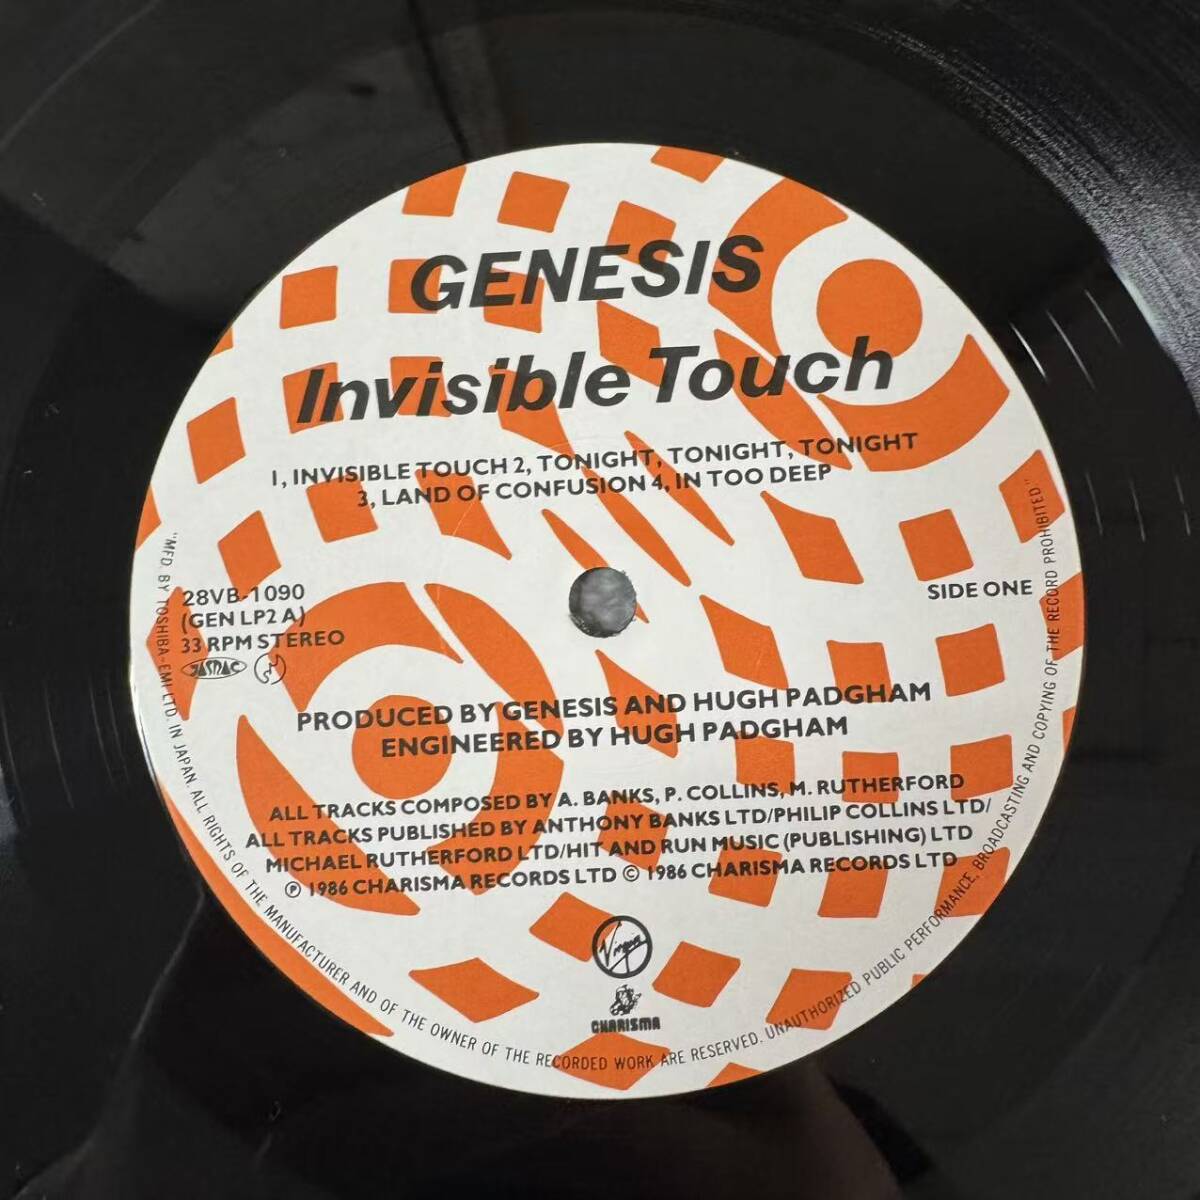 GENESIS
Invisible Touch
1, INVISIBLE TOUCH 2, TONIGHT, TONIGHT, TONIGHT
3, LAND OF CONFUSION 4, IN TOO DEEP
28VB-1090
(GEN LP2 A)
33 RPM STEREO
JASRAC
SIDE ONE
PRODUCED BY GENESIS AND HUGH PADGHAM
ENGINEERED BY HUGH PADGHAM
ALL TRACKS COMPOSED BY A. BANKS, P. COLLINS, M. RUTHERFORD
ALL TRACKS PUBLISHED BY ANTHONY BANKS LTD/PHILIP COLLINS LTD/
MICHAEL RUTHERFORD LTD/HIT AND RUN MUSIC (PUBLISHING) LTD
℗ 1986 CHARISMA RECORDS LTD © 1986 CHARISMA RECORDS LTD
Virgin
CHARISMA
"MFD. BY TOSHIBA-EMI LTD. IN JAPAN. ALL RIGHTS OF THE MANUFACTURER AND OF THE OWNER OF THE RECORDED WORK ARE RESERVED. UNAUTHORIZED PUBLIC PERFORMANCE, BROADCASTING AND COPYING OF THE RECORD PROHIBITED."